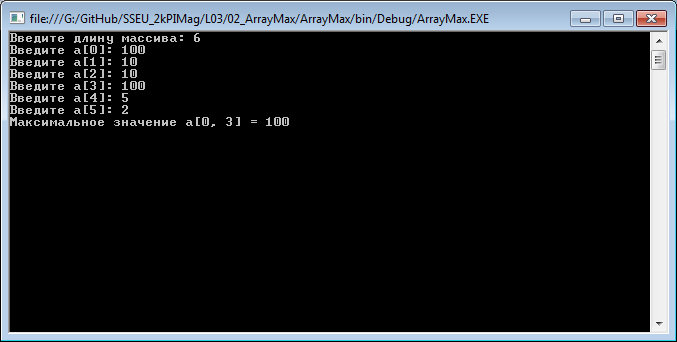 file:///G:/GitHub/SSEU_2kPIMag/L03/02_ArrayMax/ArrayMax/bin/Debug/ArrayMax.EXE
Введите длину массива: 6
Введите a[0]: 100
Введите a[1]: 10
Введите a[2]: 10
Введите a[3]: 100
Введите a[4]: 5
Введите a[5]: 2
Максимальное значение a[0, 3] = 100